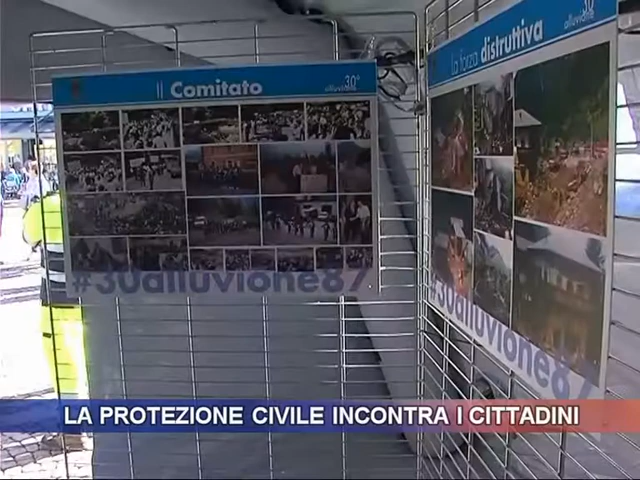 Il Comitato
30°
alluvione
#30alluvione87
La forza distruttiva
30°
alluvione
#30alluvione87
LA PROTEZIONE CIVILE INCONTRA I CITTADINI